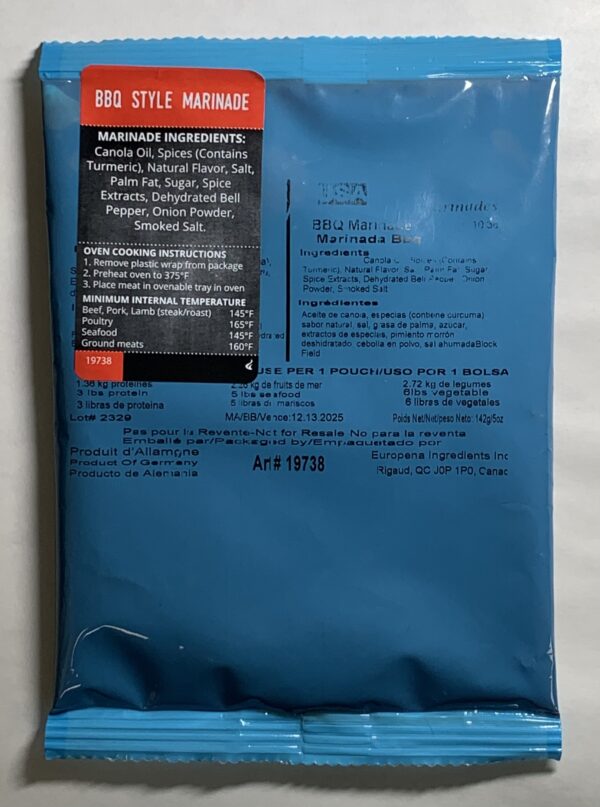 BBQ STYLE MARINADE
MARINADE INGREDIENTS:
Canola Oil, Spices (Contains
Turmeric), Natural Flavor, Salt,
Palm Fat, Sugar, Spice
Extracts, Dehydrated Bell
Pepper, Onion Powder,
Smoked Salt.
OVEN COOKING INSTRUCTIONS
1. Remove plastic wrap from package
2. Preheat oven to 375°F
3. Place meat in ovenable tray in oven
MINIMUM INTERNAL TEMPERATURE
Beef, Pork, Lamb (steak/roast) 145°F
Poultry 165°F
Seafood 145°F
Ground meats 160°F
19738
BBQ
Marinada
Ingredients
Canola
Turmeric), Natural Flavor, Sugar
Spice Extracts, Dehydrated Bell Onion
Powder, Smoked Salt
Ingrédientes
Aceite de canola, especias (contiene curcuma)
sabor natural, sal, grasa de palma, azucar,
extractos de especies, pimiento morrón
deshidratado cebolla en polvo, sal ahumadaBlock
Field
USE PER 1 POUCH/USO POR 1 BOLSA
1.36 kg protéines 2.26 kg de fruits de mer 2.72 kg de legumes
3 lbs protein 5 lbs seafood 6lbs vegetable
3 libras de proteina 5 libras de mariscos 6 libras de vegetales
Lot# 2329 MA/BB/Vence:12.13.2025 Poids Net/Net/peso Neto: 142g/5oz
Pas pour la Revente-Not for Resale No para la reventa
Emballé par/Packaged by/Empaquetado por
Produit d'Allamgne Europena Ingredients Inc
Product Of Germany Art# 19738 Rigaud, QC J0P 1P0,
Producto de Alemania